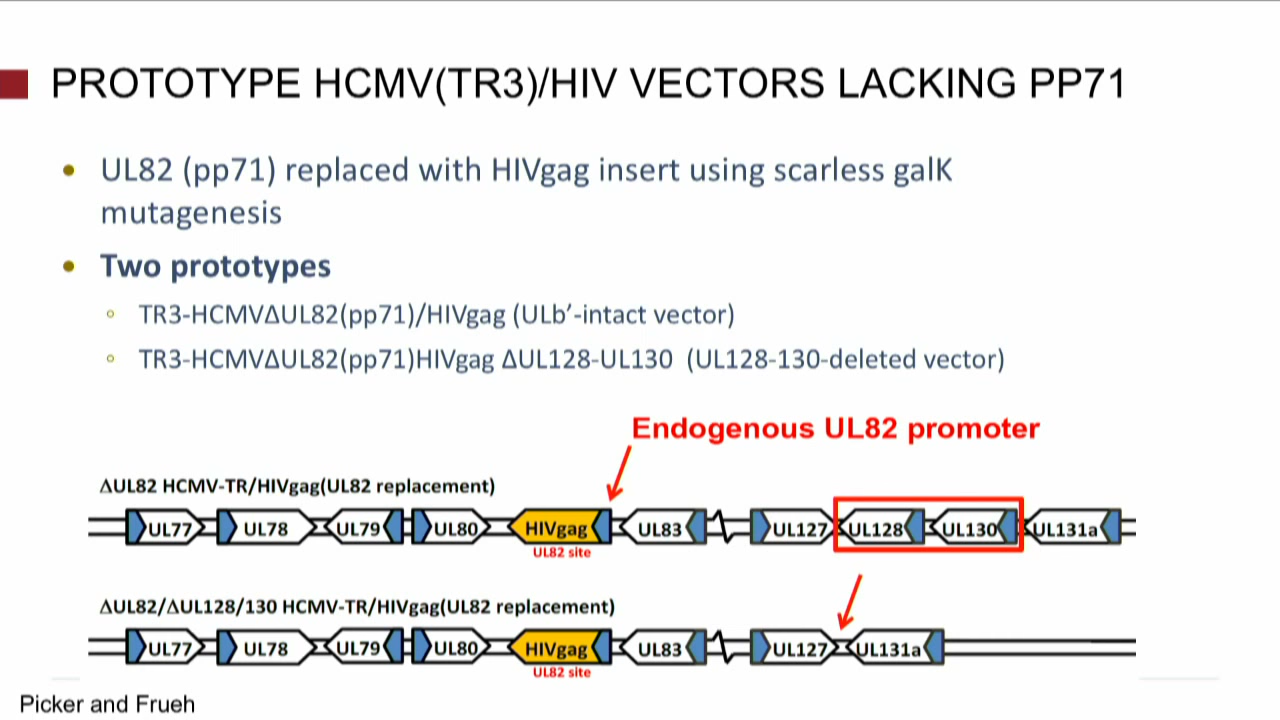 PROTOTYPE HCMV(TR3)/HIV VECTORS LACKING PP71
• UL82 (pp71) replaced with HIVgag insert using scarless galK
mutagenesis
• Two prototypes
◦ TR3-HCMVΔUL82(pp71)/HIVgag (ULb’-intact vector)
◦ TR3-HCMVΔUL82(pp71)HIVgag ΔUL128-UL130 (UL128-130-deleted vector)
Endogenous UL82 promoter
ΔUL82 HCMV-TR/HIVgag(UL82 replacement)
UL77 UL78 UL79 UL80 HIVgag UL83 UL127 UL128 UL130 UL131a
UL82 site
ΔUL82/ΔUL128/130 HCMV-TR/HIVgag(UL82 replacement)
UL77 UL78 UL79 UL80 HIVgag UL83 UL127 UL131a
UL82 site
Picker and Frueh